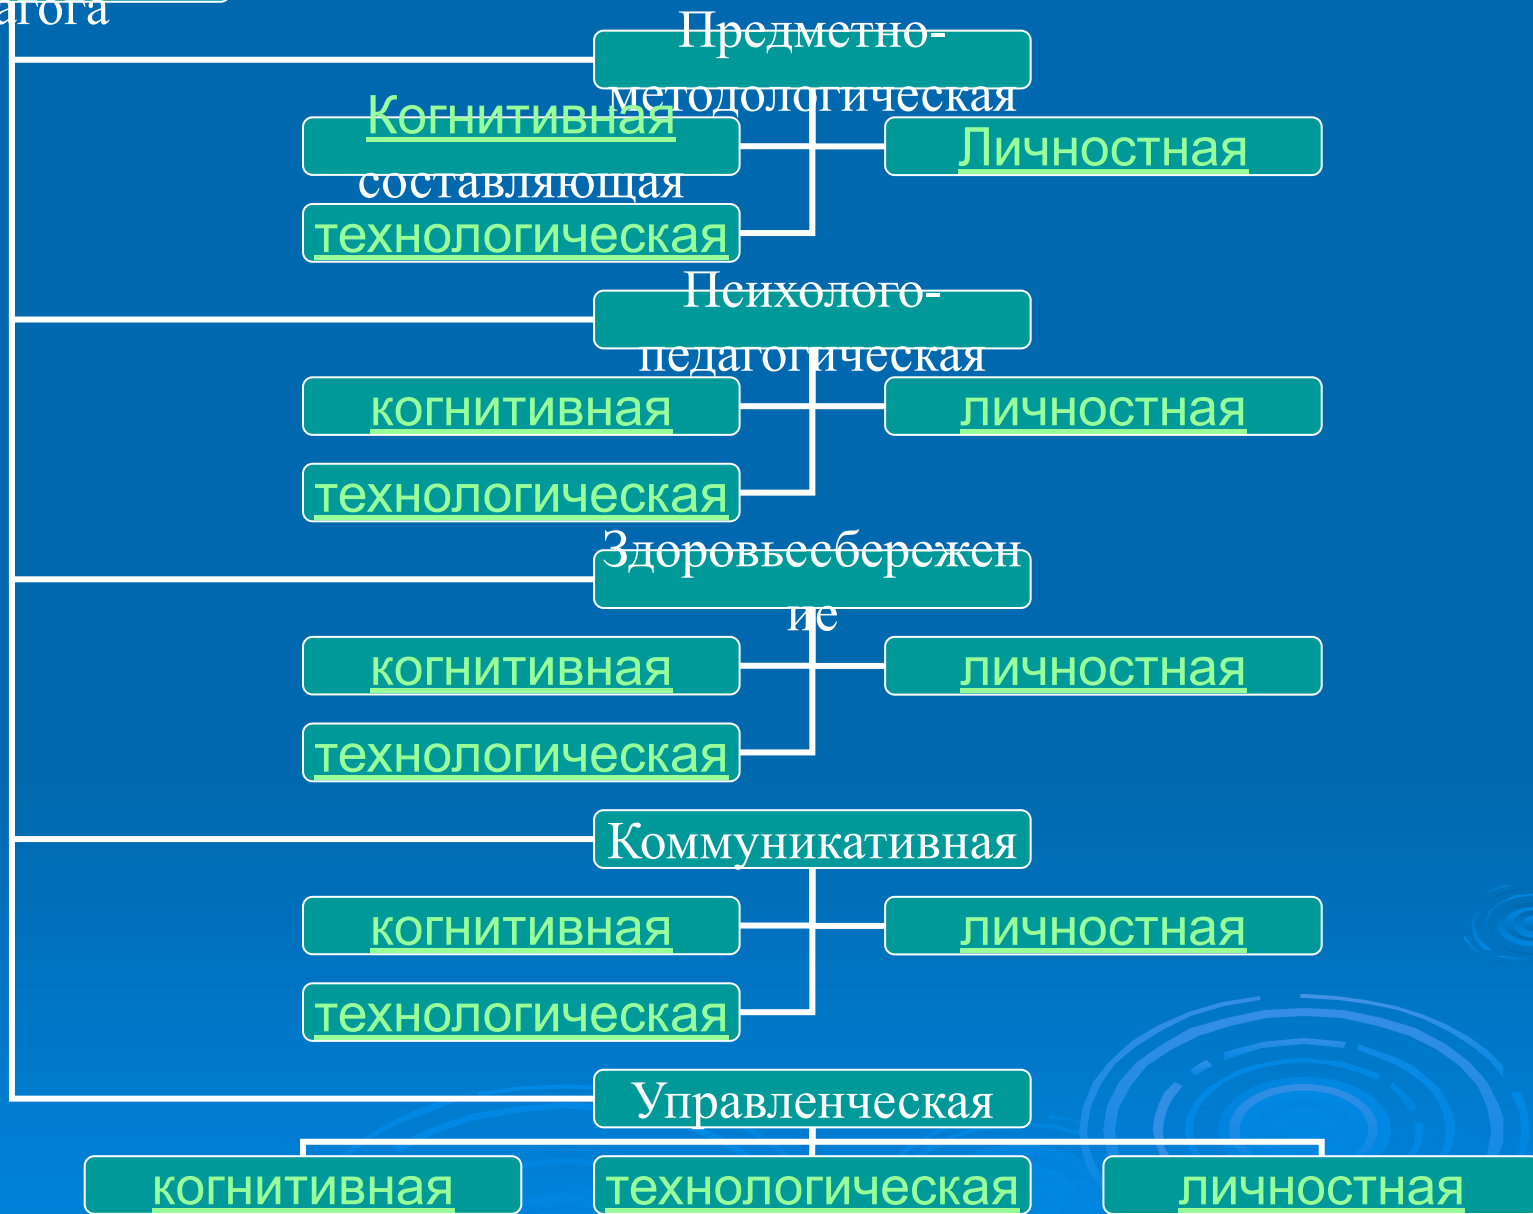 Предметно-
методологическая
Когнитивная
составляющая
Личностная
технологическая
Психолого-
педагогическая
когнитивная
личностная
технологическая
Здоровьесбережен
ие
когнитивная
личностная
технологическая
Коммуникативная
когнитивная
личностная
технологическая
Управленческая
когнитивная
технологическая
личностная